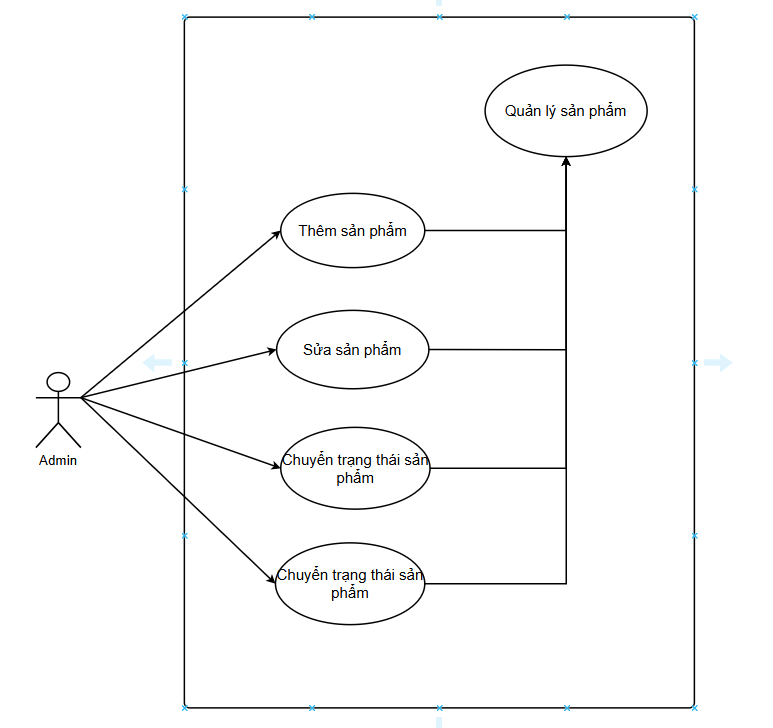 Quản lý sản phẩm
Thêm sản phẩm
Sửa sản phẩm
Chuyển trạng thái sản
phẩm
Admin
Chuyển trạng thái sản
phẩm